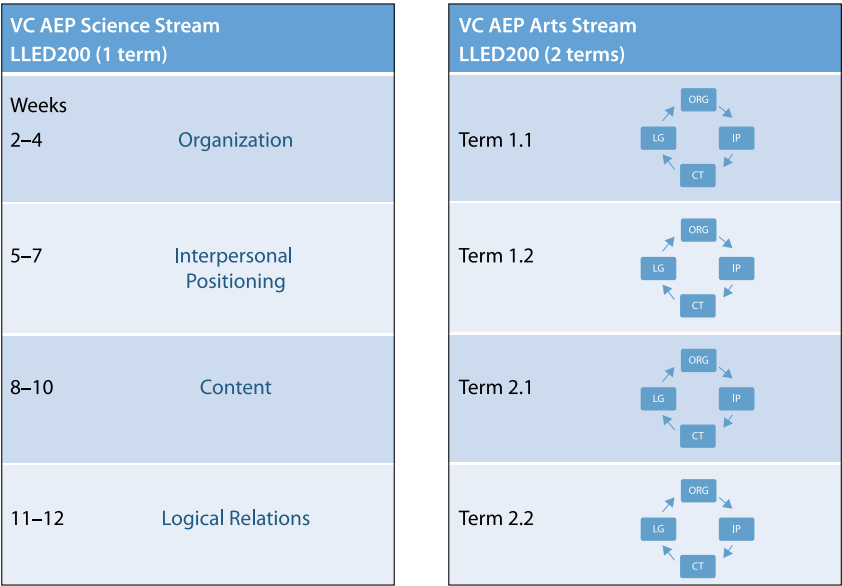 VC AEP Science Stream
LLED200 (1 term)
Weeks
2–4 Organization
5–7 Interpersonal
Positioning
8–10 Content
11–12 Logical Relations
VC AEP Arts Stream
LLED200 (2 terms)
ORG
Term 1.1 LG IP
CT
ORG
Term 1.2 LG IP
CT
ORG
Term 2.1 LG IP
CT
ORG
Term 2.2 LG IP
CT